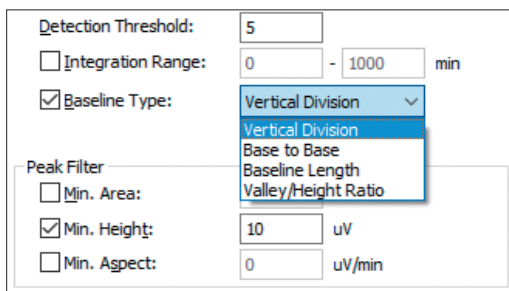 Detection Threshold: 5
Integration Range: 0 - 1000 min
Baseline Type: Vertical Division
Vertical Division
Base to Base
Baseline Length
Valley/Height Ratio
Peak Filter
Min. Area:
Min. Height: 10 uV
Min. Aspect: 0 uV/min